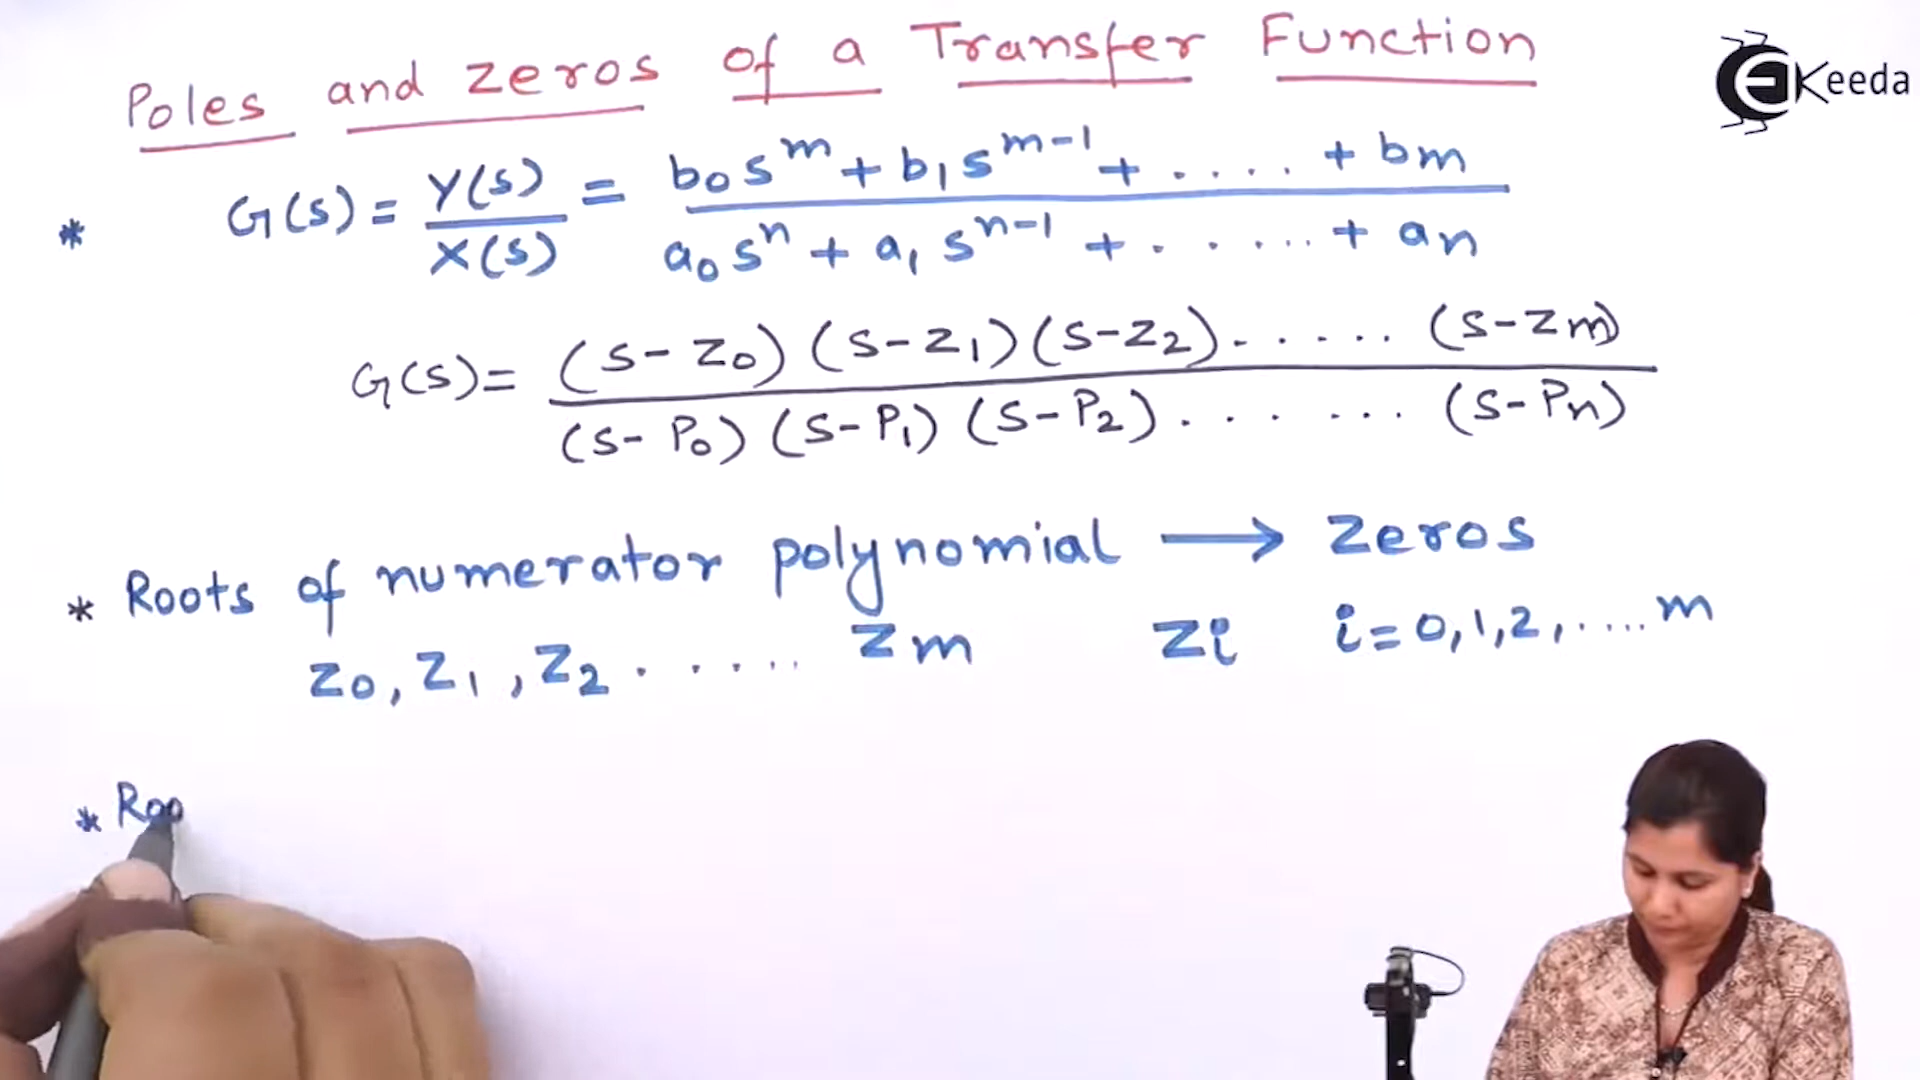 Poles and zeros of a Transfer Function
EKeeda
* G(s) = Y(s)/X(s) = (b₀s^m + b₁s^(m-1) + ..... + bm)/(a₀s^n + a₁s^(n-1) + ...... + an)
G(s) = ((s-z₀)(s-z₁)(s-z₂)......(s-zm))/((s-P₀)(s-P₁)(s-P₂).......(s-Pn))
* Roots of numerator polynomial → zeros
z₀, z₁, z₂ ...... zm zi i=0,1,2,....m
* Roo